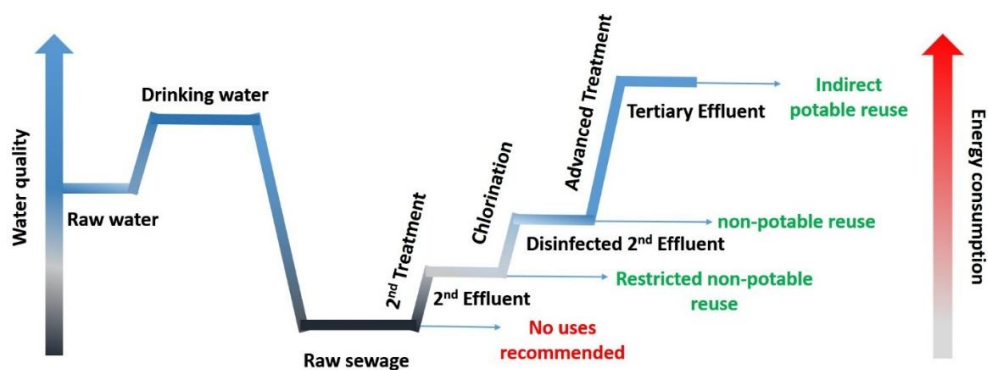 Water quality
Raw water
Drinking water
Raw sewage
2nd Treatment
2nd Effluent
Chlorination
Disinfected 2nd Effluent
Advanced Treatment
Tertiary Effluent
Indirect
potable reuse
non-potable reuse
Restricted non-potable
reuse
No uses
recommended
Energy consumption